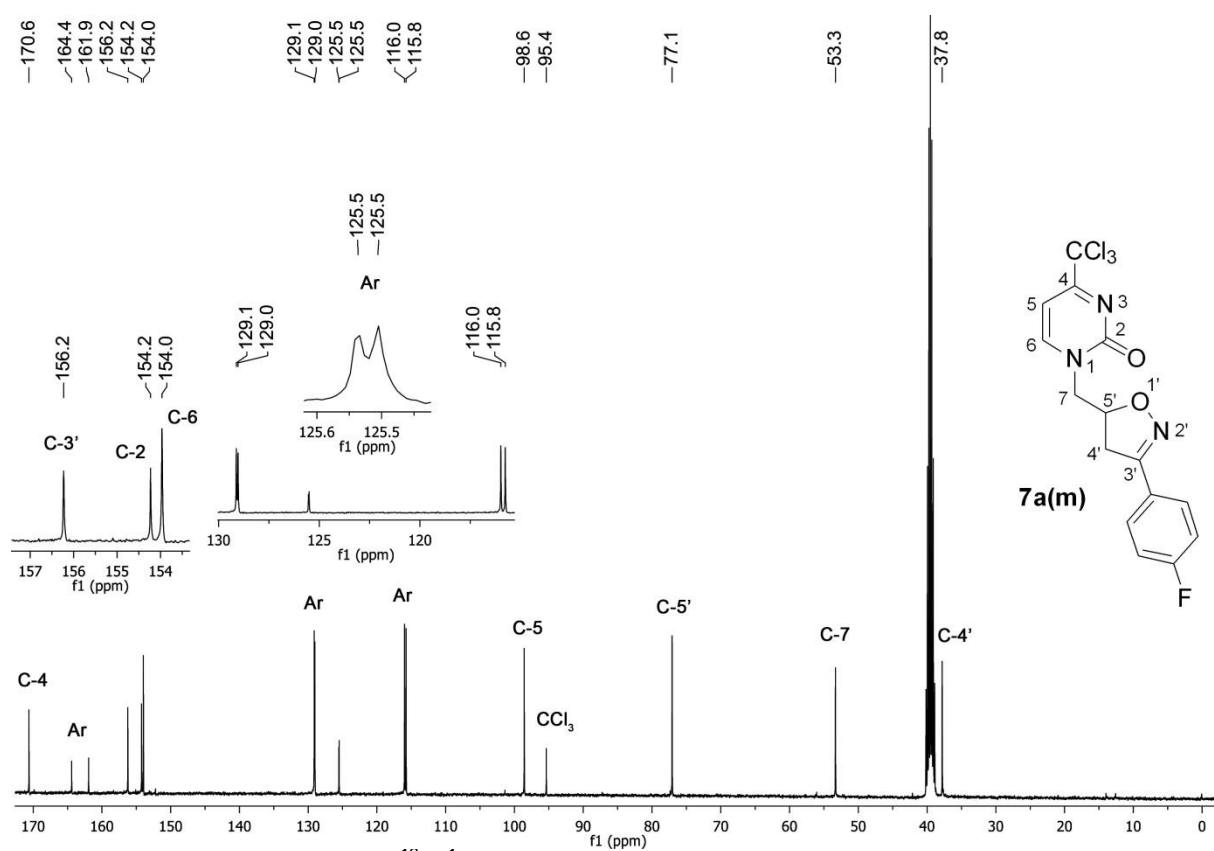 170.6
164.4
161.9
156.2
154.2
154.0
129.1
129.0
125.5
125.5
116.0
115.8
98.6
95.4
77.1
53.3
37.8
156.2
154.2
154.0
C-3'
C-2
C-6
157 156 155 154
f1 (ppm)
129.1
129.0
125.5
125.5
Ar
125.6 125.5
f1 (ppm)
116.0
115.8
130 125 120
f1 (ppm)
C-4
Ar
Ar
Ar
C-5
CCl3
C-5'
C-7
C-4'
CCl3
4
5
N 3
2
6
O
N
1
7
5'
O 1'
N 2'
4'
3'
7a(m)
F
170 160 150 140 130 120 110 100 90 80 70 60 50 40 30 20 10 0
f1 (ppm)